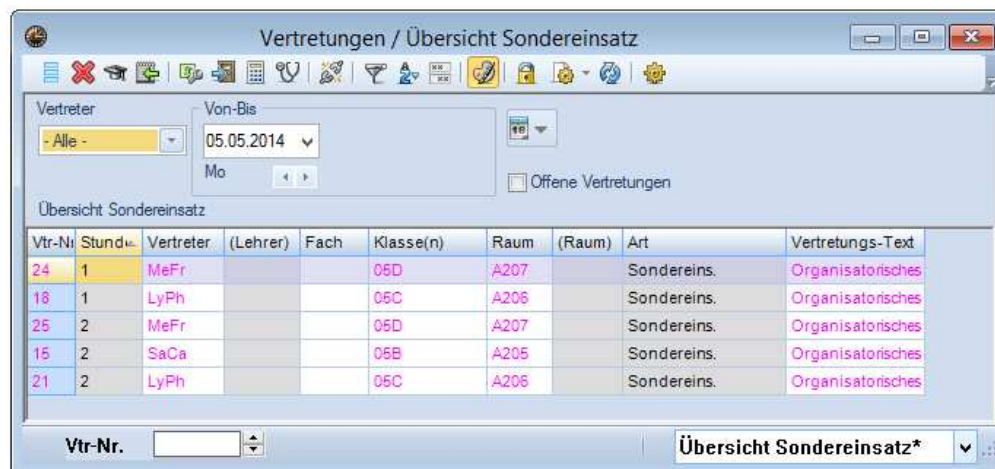 Vertretungen / Übersicht Sondereinsatz
Vertreter
Von-Bis
- Alle -
05.05.2014
18
Mo
Offene Vertretungen
Übersicht Sondereinsatz
Vtr-Nr Stund Vertreter (Lehrer) Fach Klasse(n) Raum (Raum) Art Vertretungs-Text
24 1 MeFr 05D A207 Sondereins. Organisatorisches
18 1 LyPh 05C A206 Sondereins. Organisatorisches
25 2 MeFr 05D A207 Sondereins. Organisatorisches
15 2 SaCa 05B A205 Sondereins. Organisatorisches
21 2 LyPh 05C A206 Sondereins. Organisatorisches
Vtr-Nr.
Übersicht Sondereinsatz*